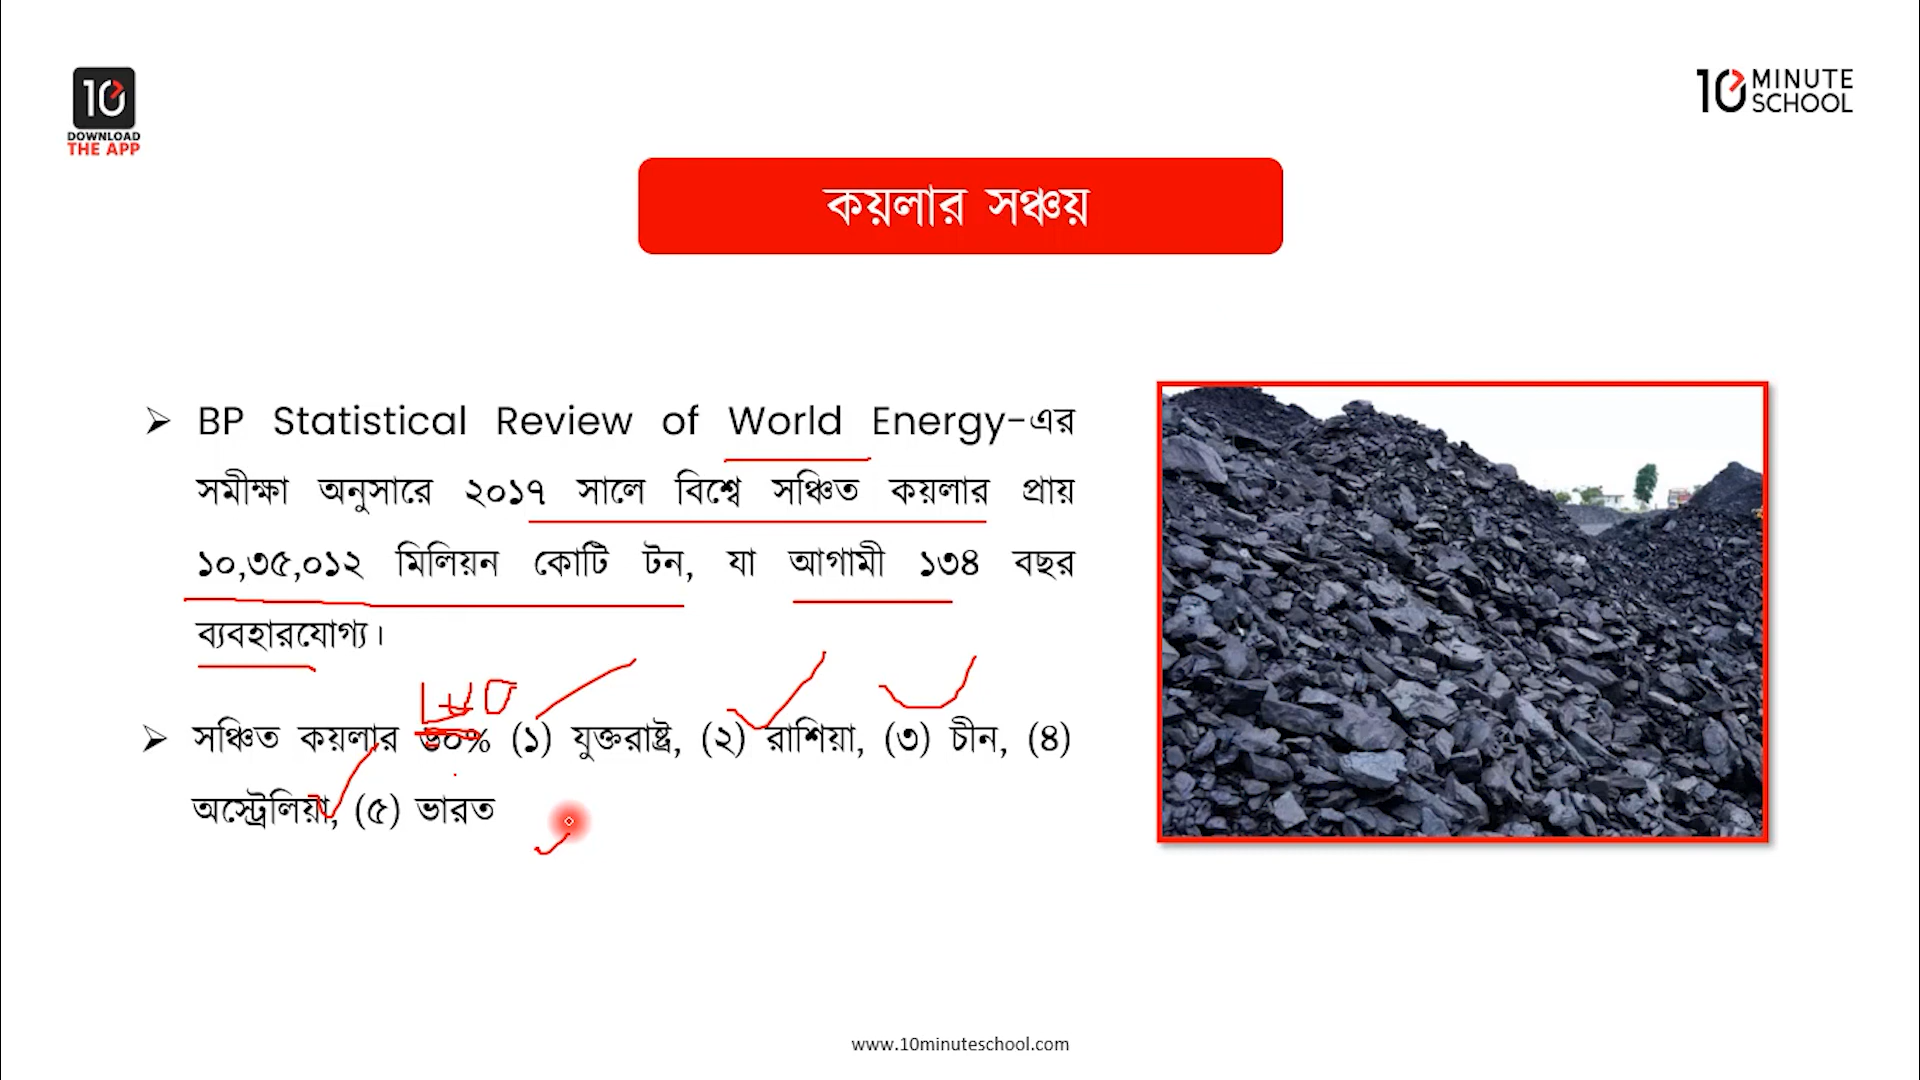 10
DOWNLOAD
THE APP
10 MINUTE
SCHOOL
কয়লার সঞ্চয়
➢ BP Statistical Review of World Energy-এর
সমীক্ষা অনুসারে ২০১৭ সালে বিশ্বে সঞ্চিত কয়লার প্রায়
১০,৩৫,০১২ মিলিয়ন কোটি টন, যা আগামী ১৩৪ বছর
ব্যবহারযোগ্য।
➢ সঞ্চিত কয়লার (১) যুক্তরাষ্ট্র, (২) রাশিয়া, (৩) চীন, (৪)
অস্ট্রেলিয়া, (৫) ভারত
www.10minuteschool.com